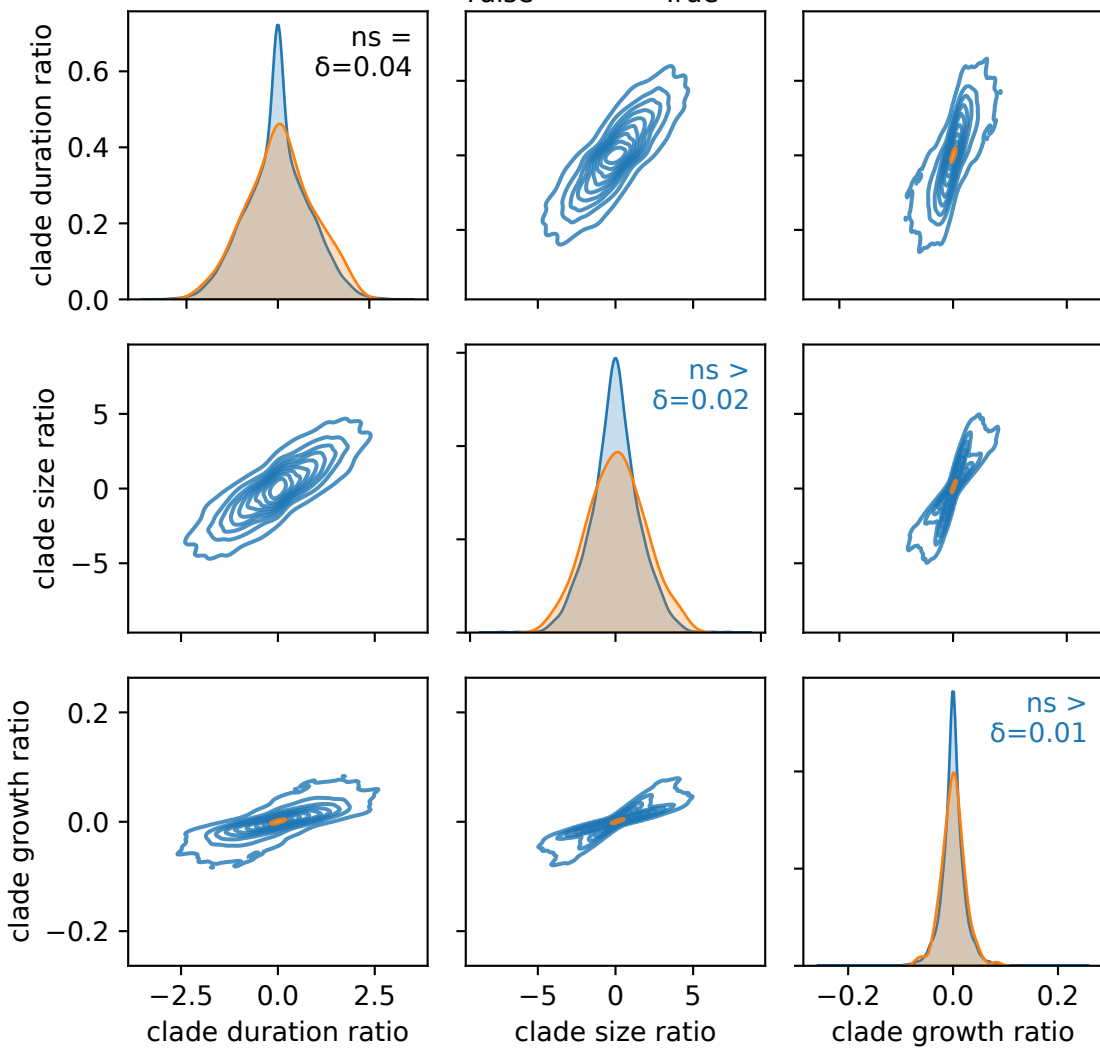 clade duration ratio
0.6
0.4
0.2
0.0
ns =
δ=0.04
clade size ratio
5
0
−5
ns >
δ=0.02
clade growth ratio
0.2
0.0
−0.2
ns >
δ=0.01
−2.5 0.0 2.5
−5 0 5
−0.2 0.0 0.2
clade duration ratio
clade size ratio
clade growth ratio